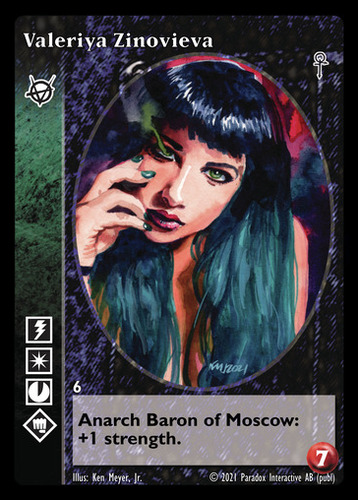 Valeriya Zinovieva
KMJ2021
6
Anarch Baron of Moscow:
+1 strength.
7
Illus: Ken Meyer, Jr. © 2021 Paradox Interactive AB (publ)